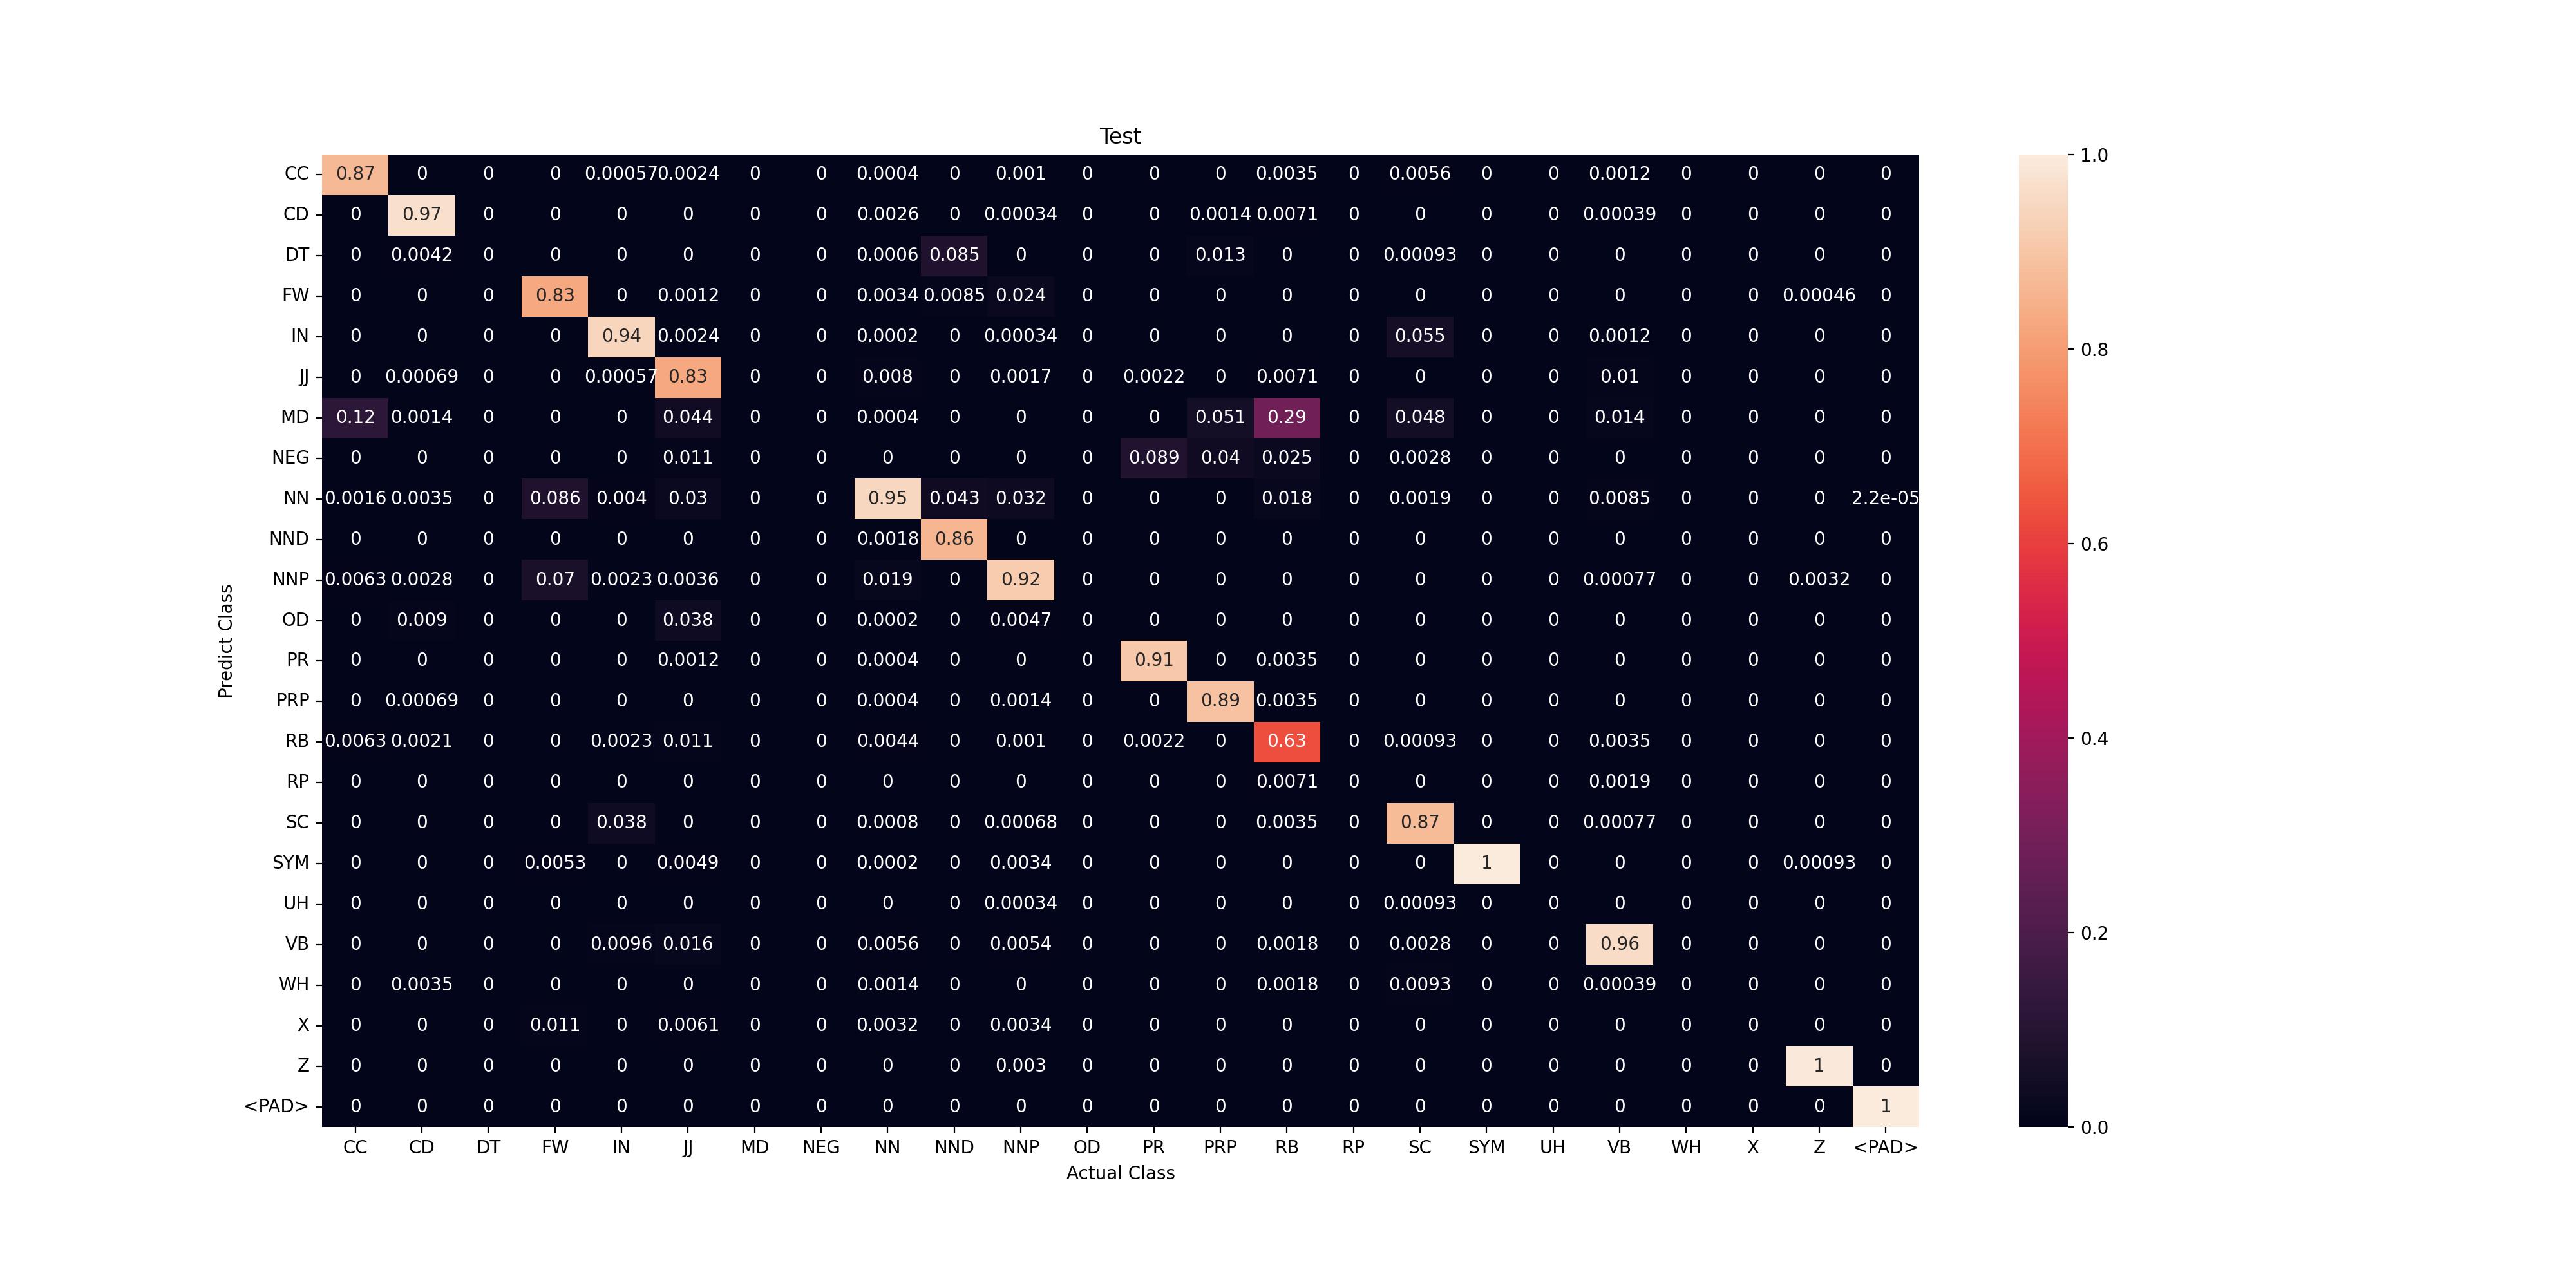 Test
CC 0.87 0 0 0 0.00057 0.0024 0 0 0.0004 0 0.001 0 0 0 0.0035 0 0.0056 0 0 0.0012 0 0 0 0 1.0
CD 0 0.97 0 0 0 0 0 0 0.0026 0 0.00034 0 0 0.0014 0.0071 0 0 0 0 0.00039 0 0 0 0
DT 0 0.0042 0 0 0 0 0 0 0.0006 0.085 0 0 0 0.013 0 0 0.00093 0 0 0 0 0 0 0
FW 0 0 0 0.83 0 0.0012 0 0 0.0034 0.0085 0.024 0 0 0 0 0 0 0 0 0 0 0 0.00046 0
IN 0 0 0 0 0.94 0.0024 0 0 0.0002 0 0.00034 0 0 0 0 0 0.055 0 0 0.0012 0 0 0 0 0.8
JJ 0 0.00069 0 0 0.00057 0.83 0 0 0.008 0 0.0017 0 0.0022 0 0.0071 0 0 0 0 0.01 0 0 0 0
MD 0.12 0.0014 0 0 0 0.044 0 0 0.0004 0 0 0 0 0.051 0.29 0 0.048 0 0 0.014 0 0 0 0
NEG 0 0 0 0 0 0.011 0 0 0 0 0 0 0.089 0.04 0.025 0 0.0028 0 0 0 0 0 0 0
NN 0.0016 0.0035 0 0.086 0.004 0.03 0 0 0.95 0.043 0.032 0 0 0 0.018 0 0.0019 0 0 0.0085 0 0 0 2.2e-05
NND 0 0 0 0 0 0 0 0 0.0018 0.86 0 0 0 0 0 0 0 0 0 0 0 0 0 0 0.6
NNP 0.0063 0.0028 0 0.07 0.0023 0.0036 0 0 0.019 0 0.92 0 0 0 0 0 0 0 0 0.00077 0 0 0.0032 0
OD 0 0.009 0 0 0 0.038 0 0 0.0002 0 0.0047 0 0 0 0 0 0 0 0 0 0 0 0 0
Predict Class
PR 0 0 0 0 0 0.0012 0 0 0.0004 0 0 0 0.91 0 0.0035 0 0 0 0 0 0 0 0 0
PRP 0 0.00069 0 0 0 0 0 0 0.0004 0 0.0014 0 0 0.89 0.0035 0 0 0 0 0 0 0 0 0
RB 0.0063 0.0021 0 0 0.0023 0.011 0 0 0.0044 0 0.001 0 0.0022 0 0.63 0 0.00093 0 0 0.0035 0 0 0 0 0.4
RP 0 0 0 0 0 0 0 0 0 0 0 0 0 0 0.0071 0 0 0 0 0.0019 0 0 0 0
SC 0 0 0 0 0.038 0 0 0 0.0008 0 0.00068 0 0 0 0.0035 0 0.87 0 0 0.00077 0 0 0 0
SYM 0 0 0 0.0053 0 0.0049 0 0 0.0002 0 0.0034 0 0 0 0 0 0 1 0 0 0 0 0.00093 0
UH 0 0 0 0 0 0 0 0 0 0 0.00034 0 0 0 0 0 0.00093 0 0 0 0 0 0 0
VB 0 0 0 0 0.0096 0.016 0 0 0.0056 0 0.0054 0 0 0 0.0018 0 0.0028 0 0 0.96 0 0 0 0 0.2
WH 0 0.0035 0 0 0 0 0 0 0.0014 0 0 0 0 0 0.0018 0 0.0093 0 0 0.00039 0 0 0 0
X 0 0 0 0.011 0 0.0061 0 0 0.0032 0 0.0034 0 0 0 0 0 0 0 0 0 0 0 0 0
Z 0 0 0 0 0 0 0 0 0 0 0.003 0 0 0 0 0 0 0 0 0 0 0 1 0
<PAD> 0 0 0 0 0 0 0 0 0 0 0 0 0 0 0 0 0 0 0 0 0 0 0 1 0.0
CC CD DT FW IN JJ MD NEG NN NND NNP OD PR PRP RB RP SC SYM UH VB WH X Z <PAD>
Actual Class